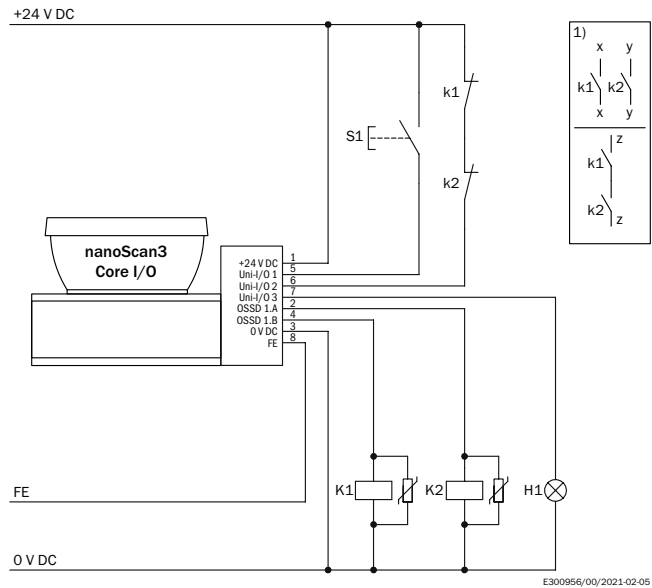 +24 V DC
1)
x y
k1 k2
x y
z
k1
k2
z
k1
S1
k2
nanoScan3
Core I/O
+24 V DC 1
Uni-I/O 1 5
Uni-I/O 2 6
Uni-I/O 3 7
OSSD 1.A 2
OSSD 1.B 4
0 V DC 3
FE 8
K1 K2 H1
FE
0 V DC
E300956/00/2021-02-05